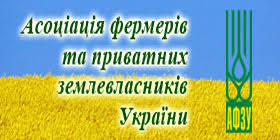 Асоціація фермерів
та приватних
землевласників
України
АФЗУ